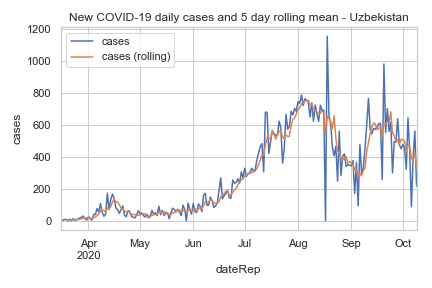 New COVID-19 daily cases and 5 day rolling mean - Uzbekistan
1200
1000
800
600
400
200
0
cases
cases
cases (rolling)
Apr
2020
May
Jun
Jul
Aug
Sep
Oct
dateRep